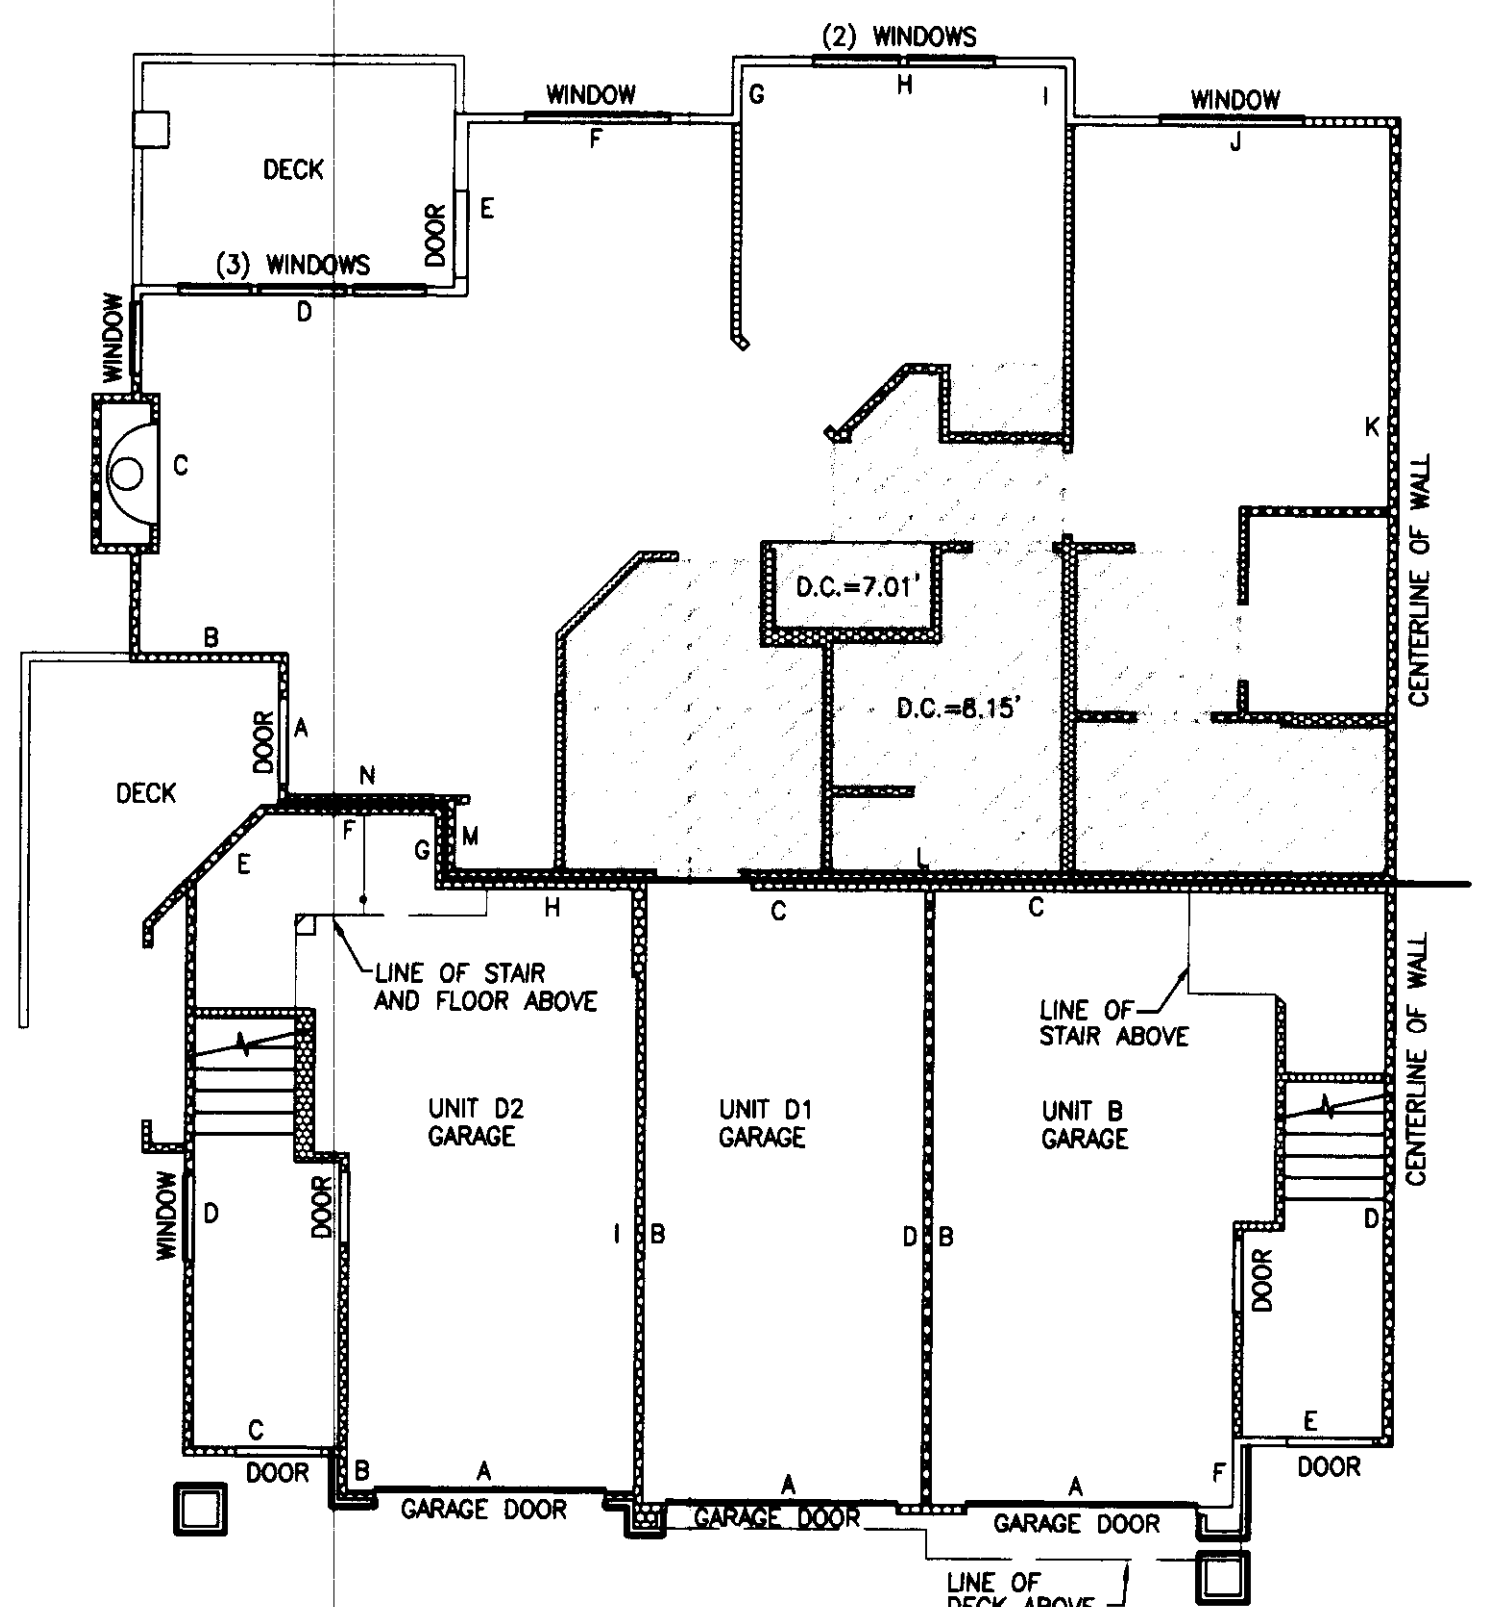 (2) WINDOWS
G
H
I
WINDOW
F
WINDOW
J
DECK
DOOR
E
(3) WINDOWS
D
WINDOW
C
K
CENTERLINE OF WALL
D.C.=7.01'
B
D.C.=8.15'
DOOR
A
DECK
N
F
M
G
E
L
H
C
C
LINE OF STAIR
AND FLOOR ABOVE
LINE OF
STAIR ABOVE
CENTERLINE OF WALL
UNIT D2
GARAGE
UNIT D1
GARAGE
UNIT B
GARAGE
WINDOW
D
DOOR
I
B
D
B
D
DOOR
C
DOOR
B
A
GARAGE DOOR
A
GARAGE DOOR
A
GARAGE DOOR
F
E
DOOR
LINE OF
DECK ABOVE